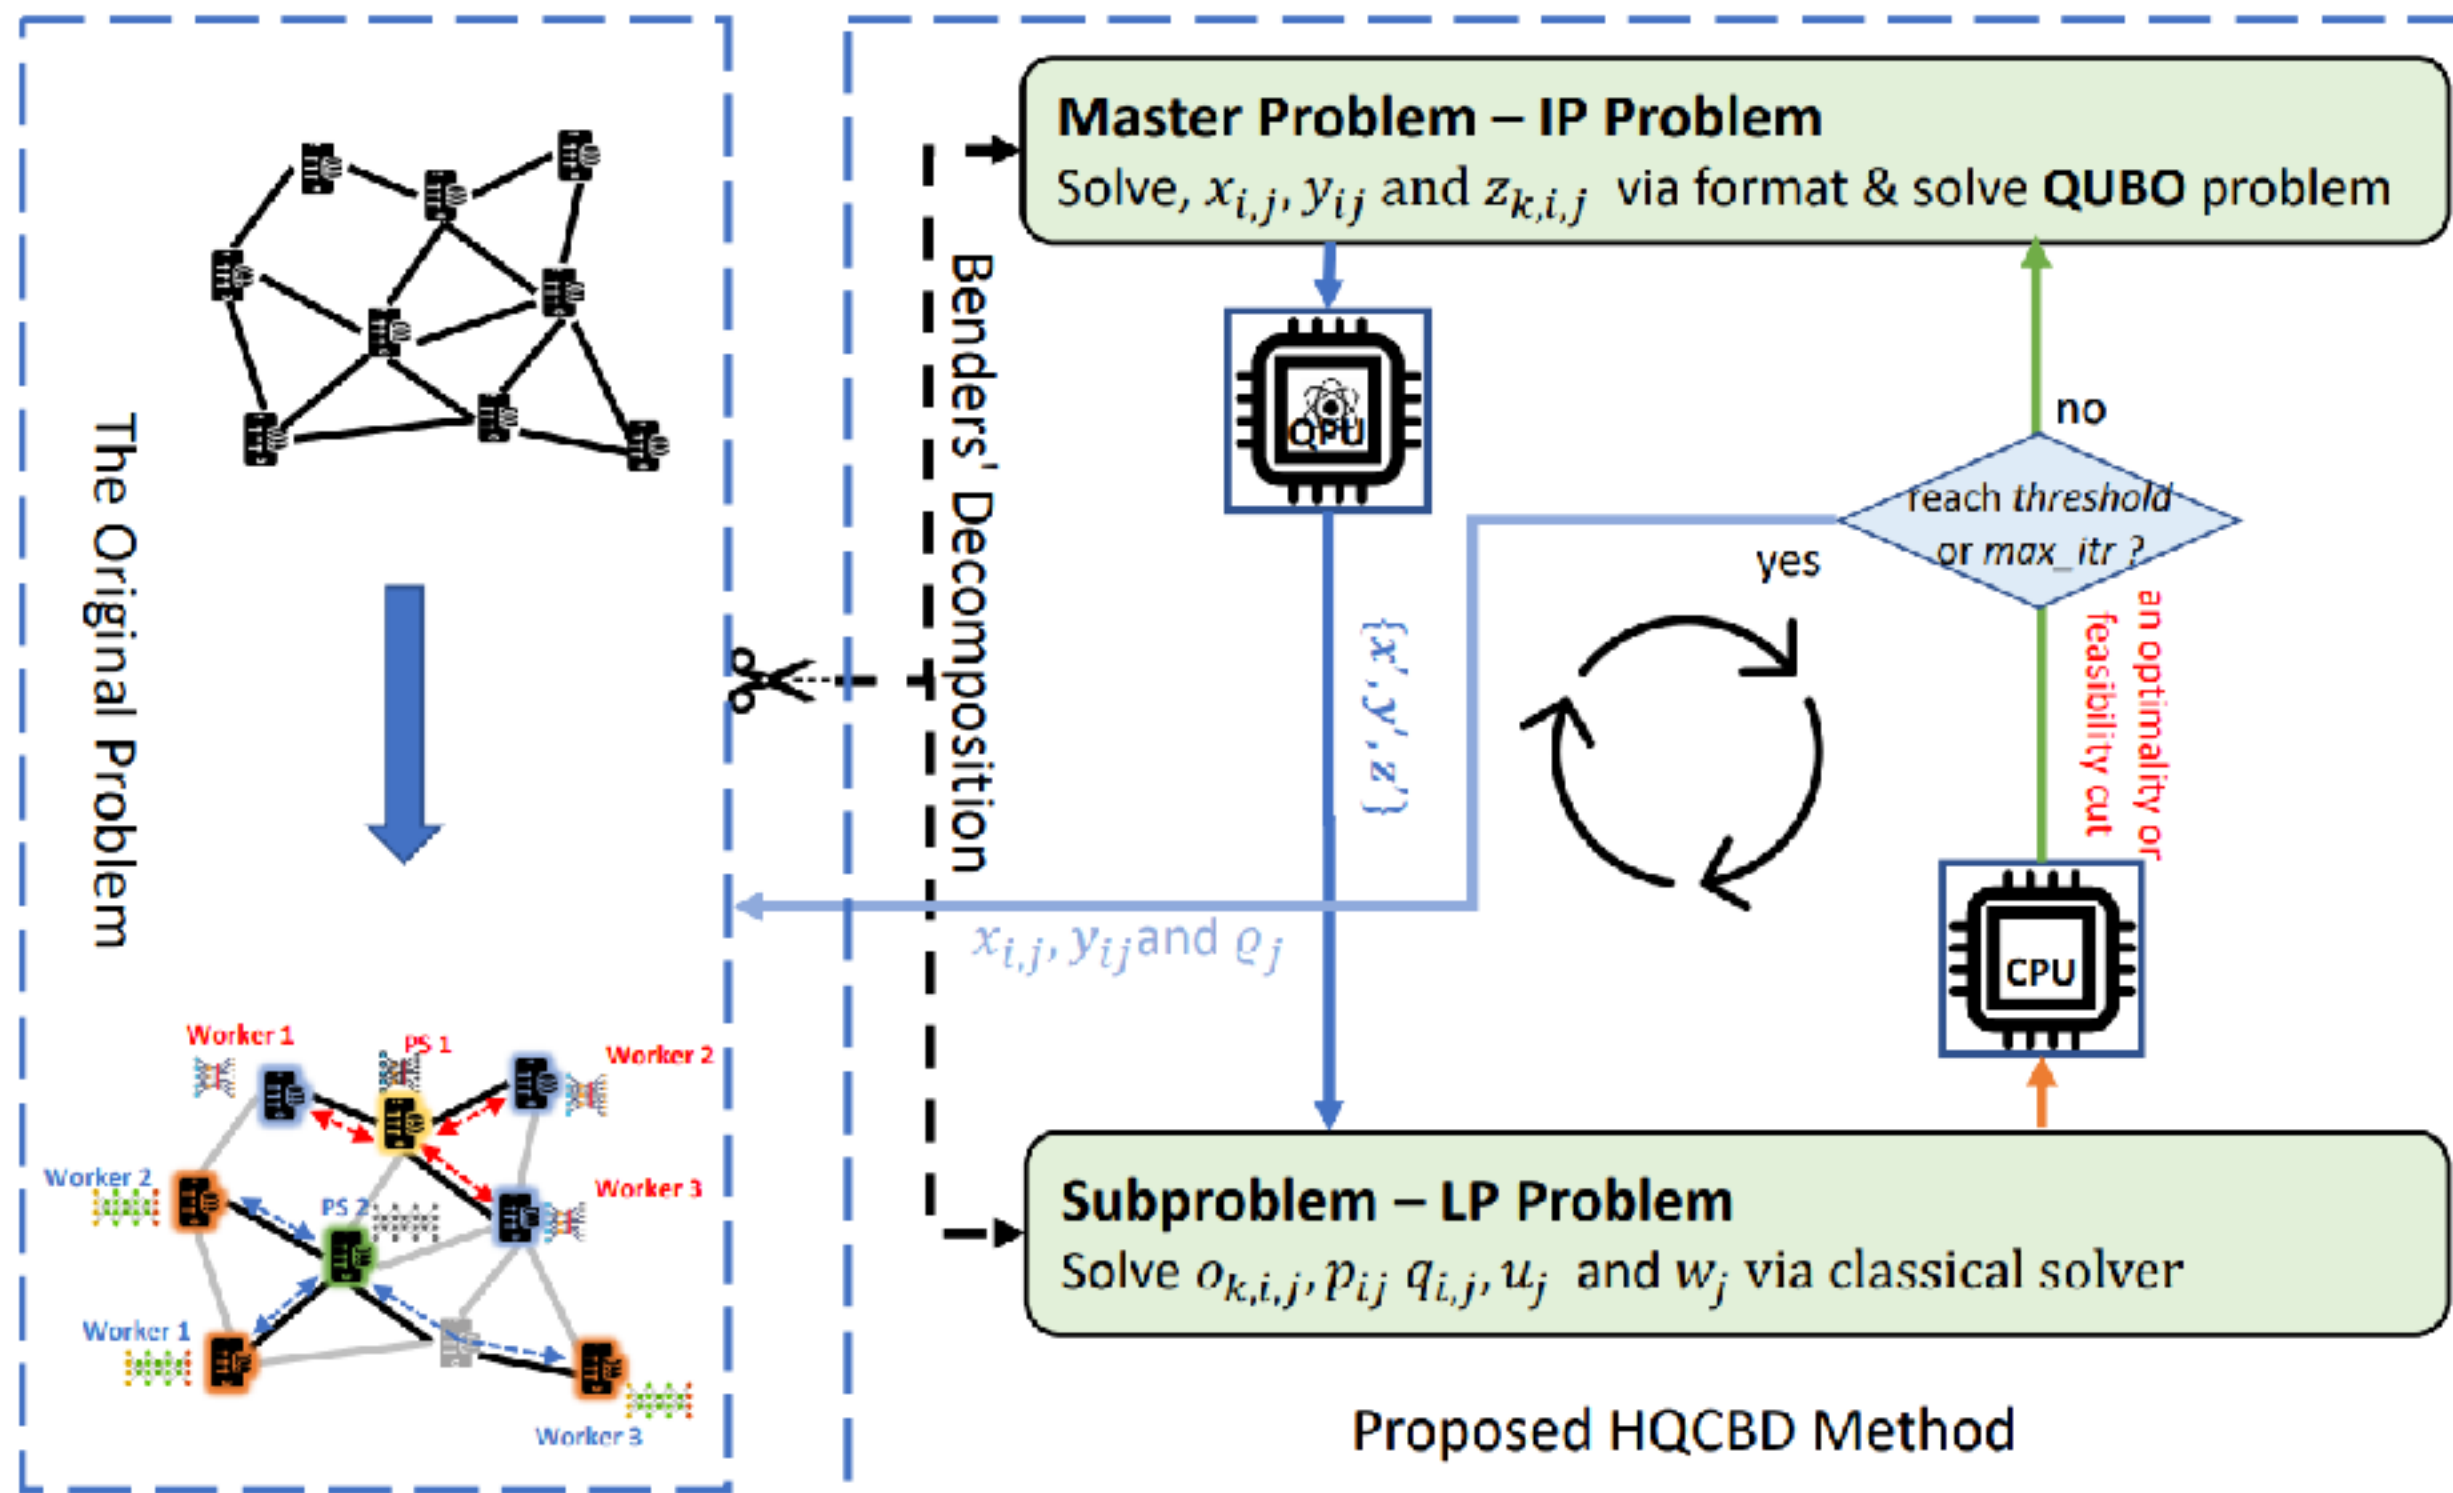 The Original Problem
Worker 1
PS 1
Worker 2
Worker 3
Worker 2
PS 2
Worker 1
Worker 3
Benders' Decomposition
Master Problem – IP Problem
Solve, x_{i,j}, y_{ij} and z_{k,i,j} via format & solve QUBO problem
QPU
no
reach threshold
or max_itr ?
yes
{x', y', z'}
an optimality or
feasibility cut
x_{i,j}, y_{ij} and ϱ_j
CPU
Subproblem – LP Problem
Solve o_{k,i,j}, p_{ij} q_{i,j}, u_j and w_j via classical solver
Proposed HQCBD Method